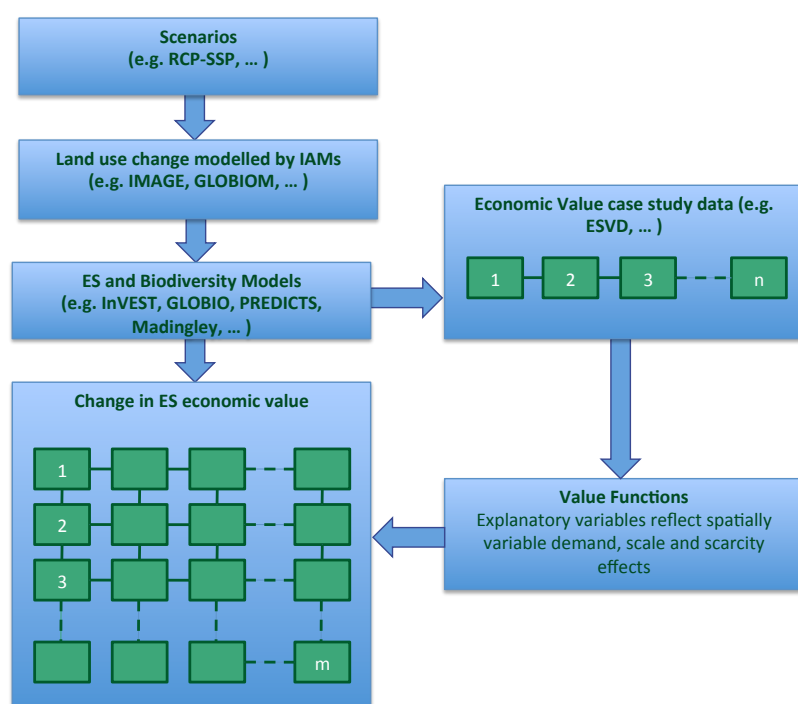 Scenarios
(e.g. RCP-SSP, … )
Land use change modelled by IAMs
(e.g. IMAGE, GLOBIOM, … )
ES and Biodiversity Models
(e.g. InVEST, GLOBIO, PREDICTS,
Madingley, … )
Economic Value case study data (e.g.
ESVD, … )
1 2 3 n
Change in ES economic value
1
2
3
m
Value Functions
Explanatory variables reflect spatially
variable demand, scale and scarcity
effects